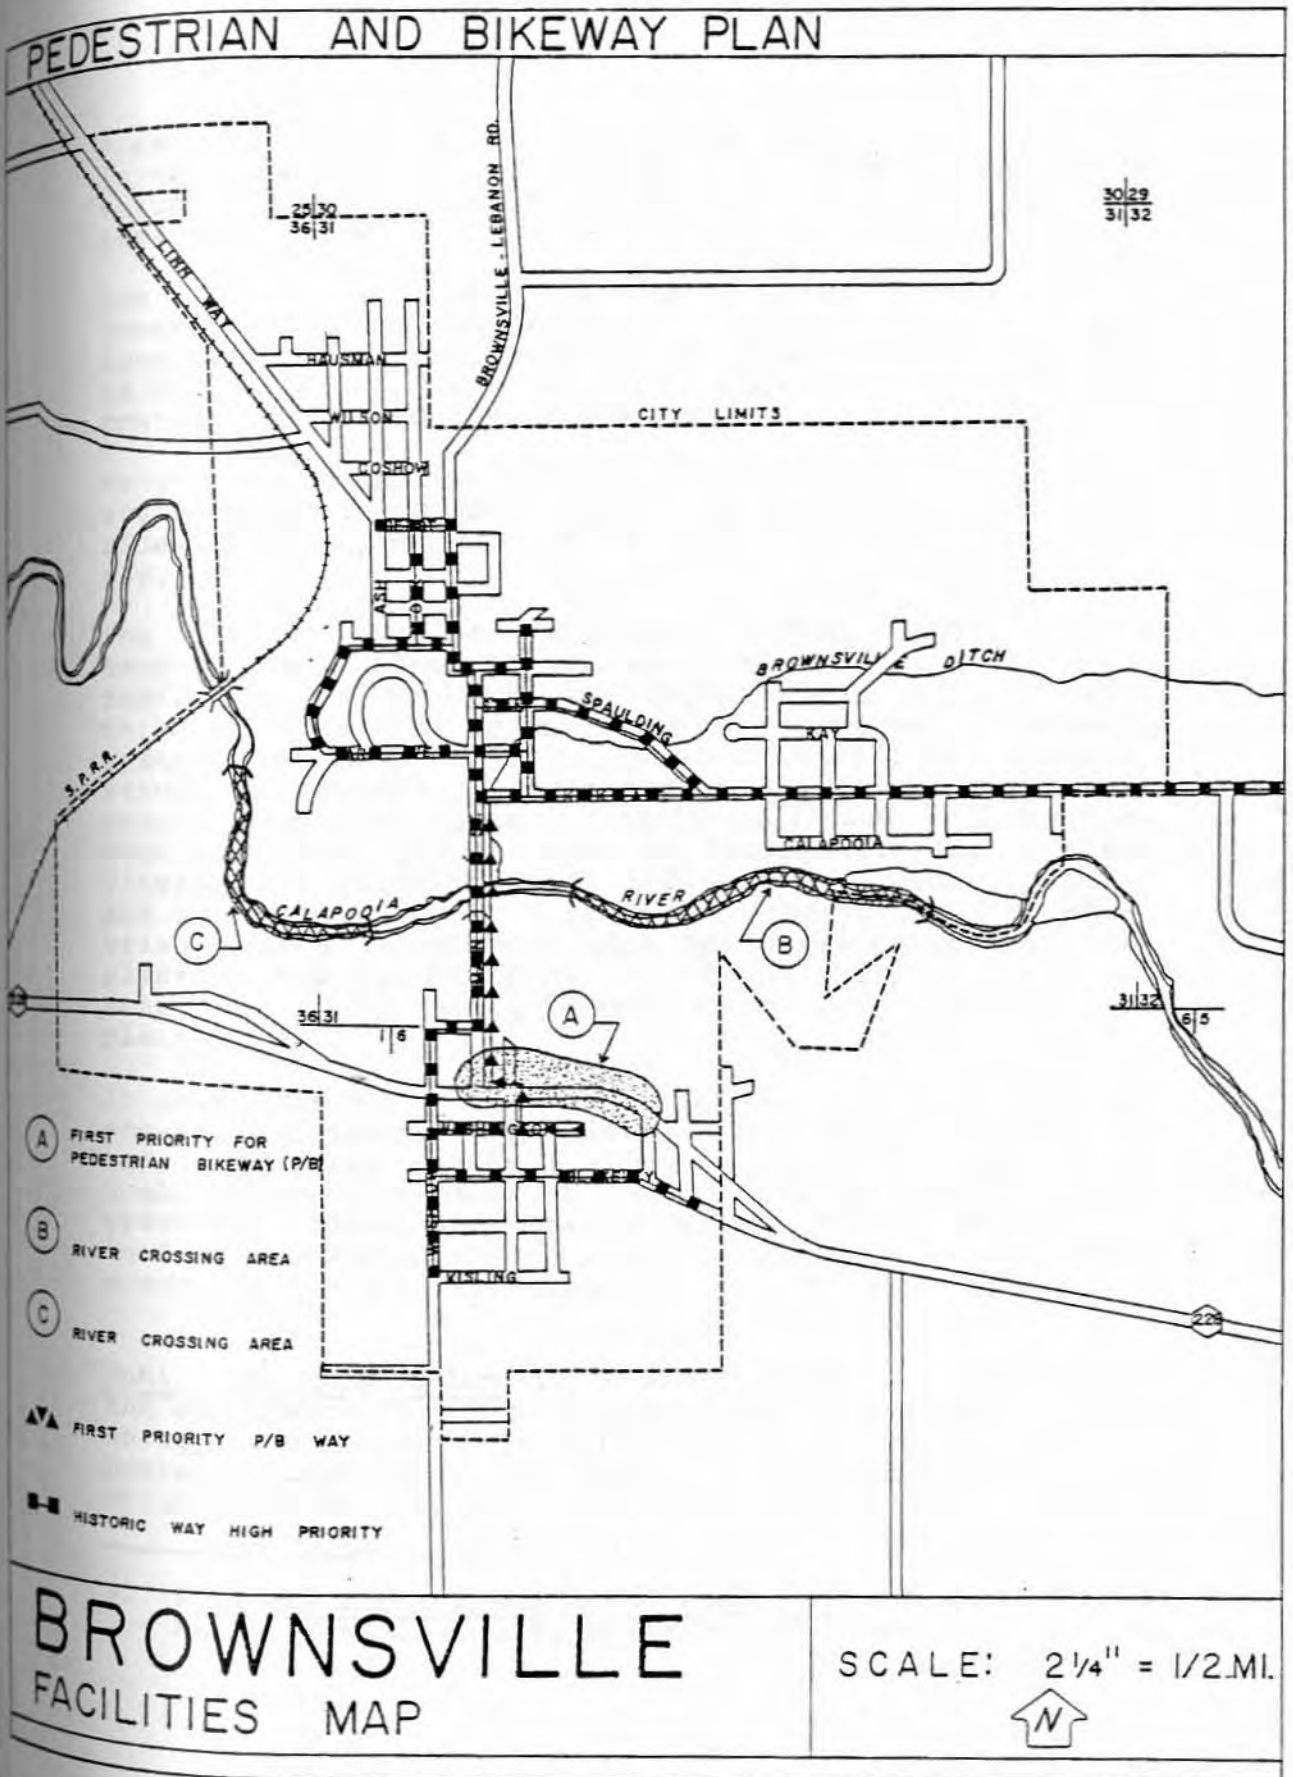 PEDESTRIAN AND BIKEWAY PLAN
BROWNSVILLE - LEBANON RD.
25 30
36 31
30 29
31 32
LINN WAY
HAUSMAN
WILSON
COSHOW
CITY LIMITS
ASH
BROWNSVILLE DITCH
SPAULDING
KAY
S.P.R.R.
CALAPOOIA
CALAPOOIA RIVER
C
B
MAIN
A
36 31
1 6
31 32
6 5
KISLING
228
A FIRST PRIORITY FOR
PEDESTRIAN BIKEWAY (P/B)
B RIVER CROSSING AREA
C RIVER CROSSING AREA
FIRST PRIORITY P/B WAY
HISTORIC WAY HIGH PRIORITY
BROWNSVILLE
FACILITIES MAP
SCALE: 2 1/4" = 1/2 MI.
N